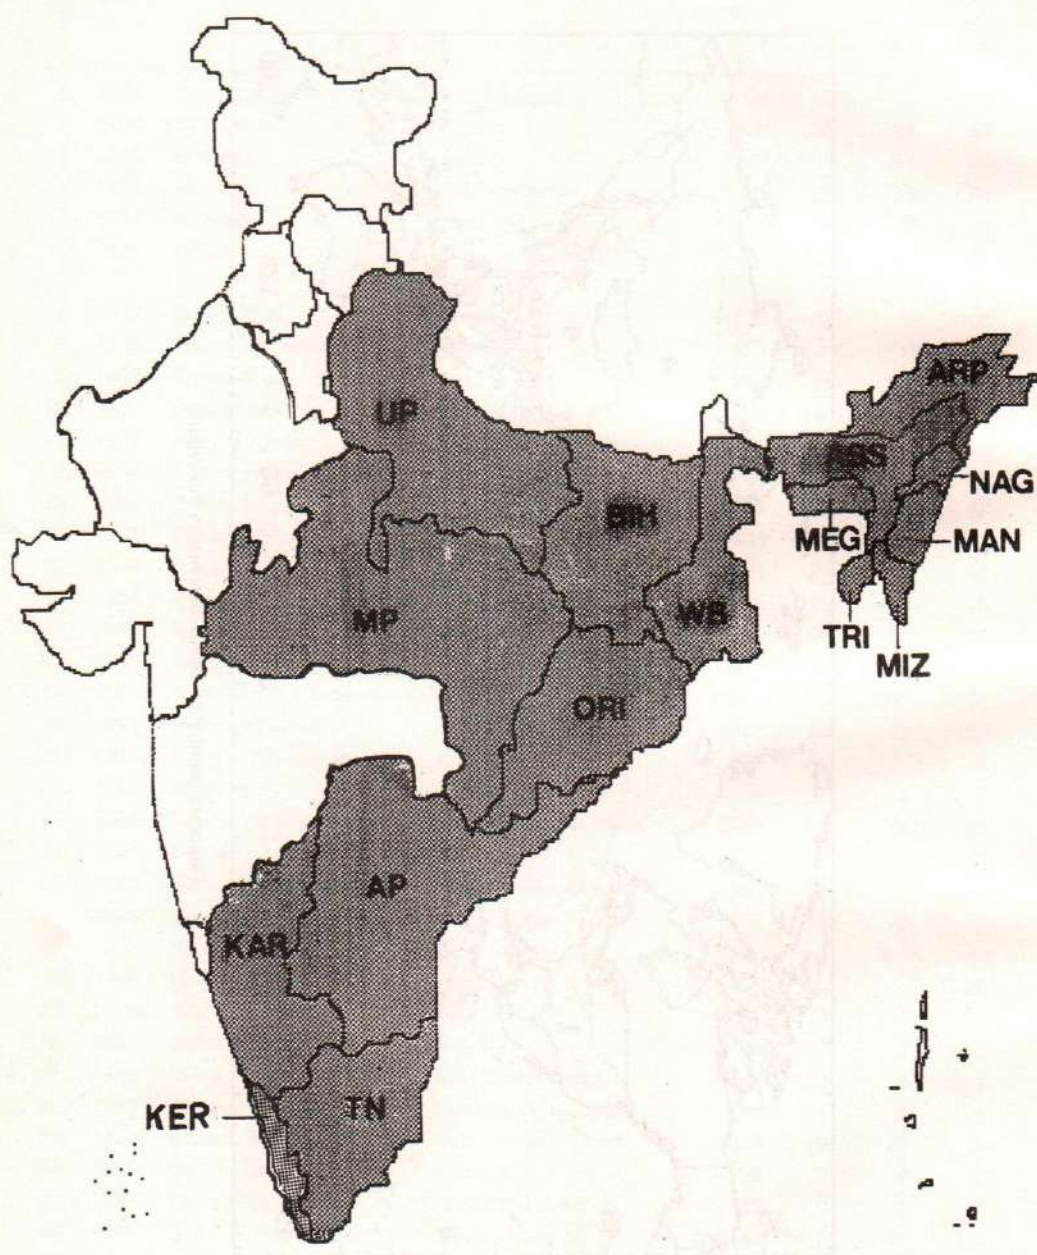 ARP
UP
ASS
NAG
BIH
MEG
MAN
WB
MP
TRI
MIZ
ORI
AP
KAR
KER
TN